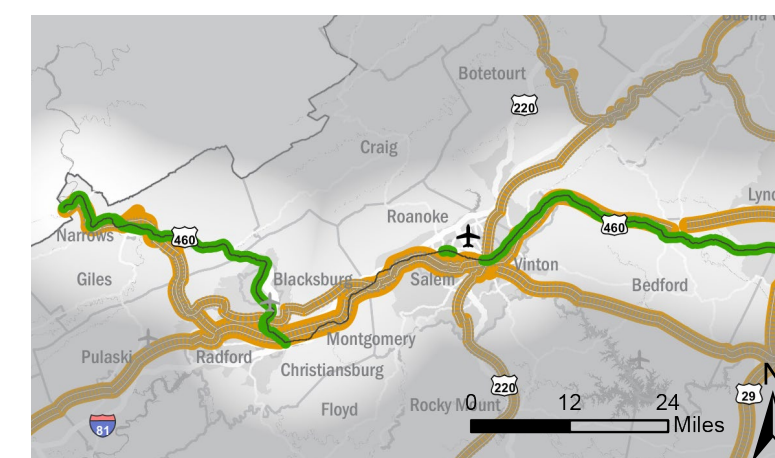 Botetourt
220
Craig
Roanoke
460
460
Narrows
Giles
Blacksburg
Salem
Vinton
Bedford
Montgomery
Pulaski
Radford
Christiansburg
Floyd
Rocky Mount
220
29
81
0 12 24
Miles
N